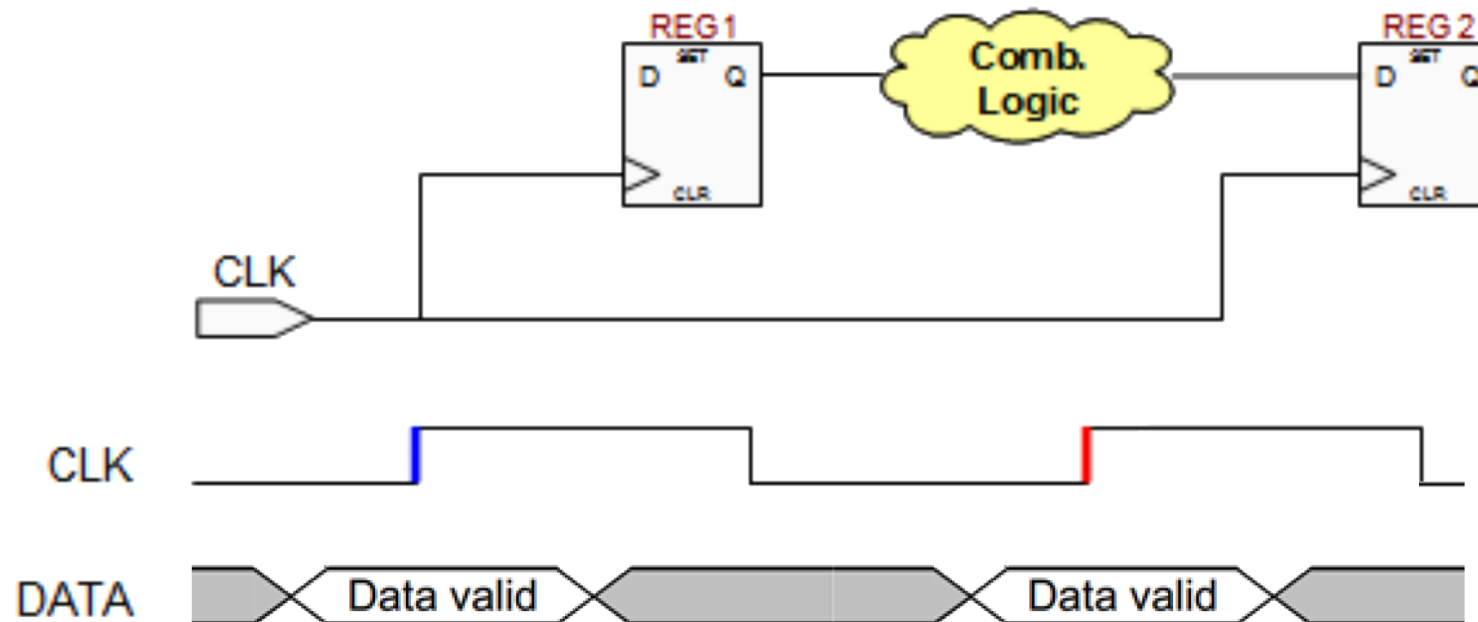 REG1
REG2
SET
D Q
CLR
Comb.
Logic
SET
D Q
CLR
CLK
CLK
DATA
Data valid
Data valid